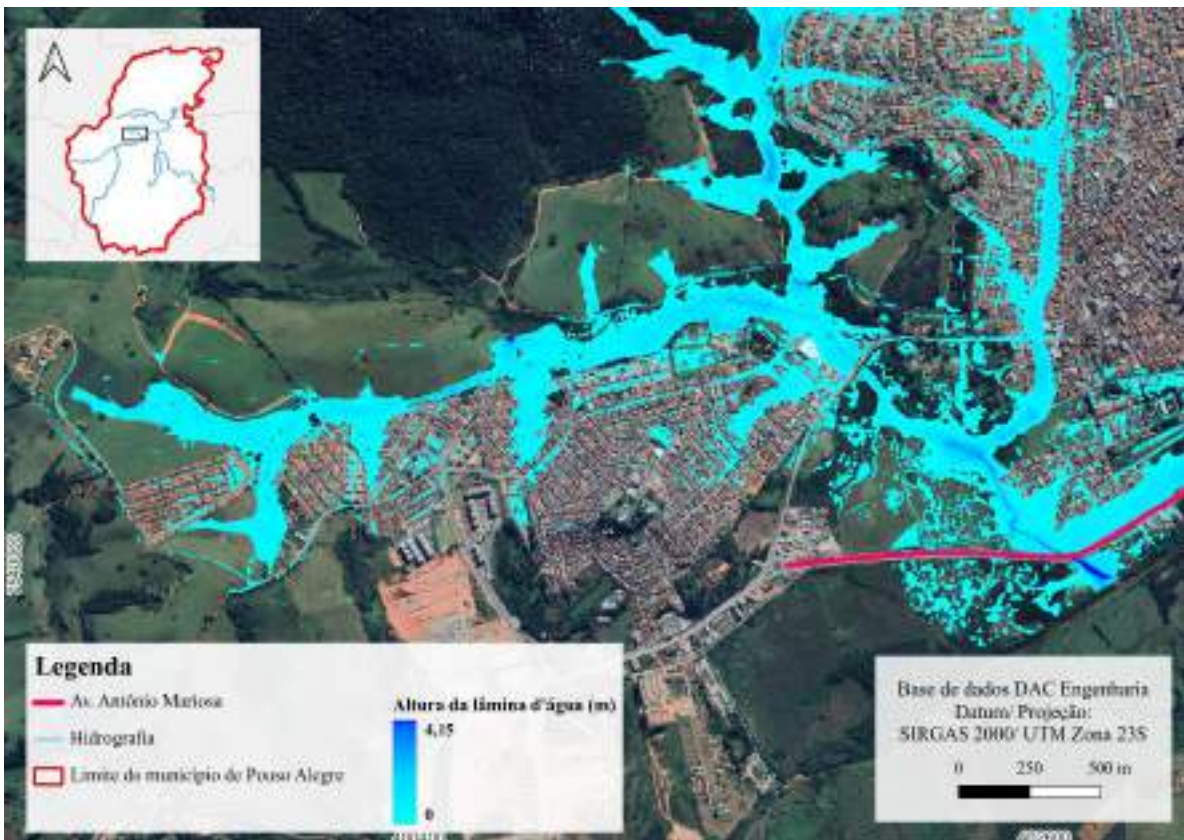 Legenda
Av. Antônio Mariosa
Hidrografia
Limite do município de Pouso Alegre
Altura da lâmina d'água (m)
4,15
0
Base de dados DAC Engenharia
Datum/ Projeção:
SIRGAS 2000/ UTM Zona 23S
0 250 500 m